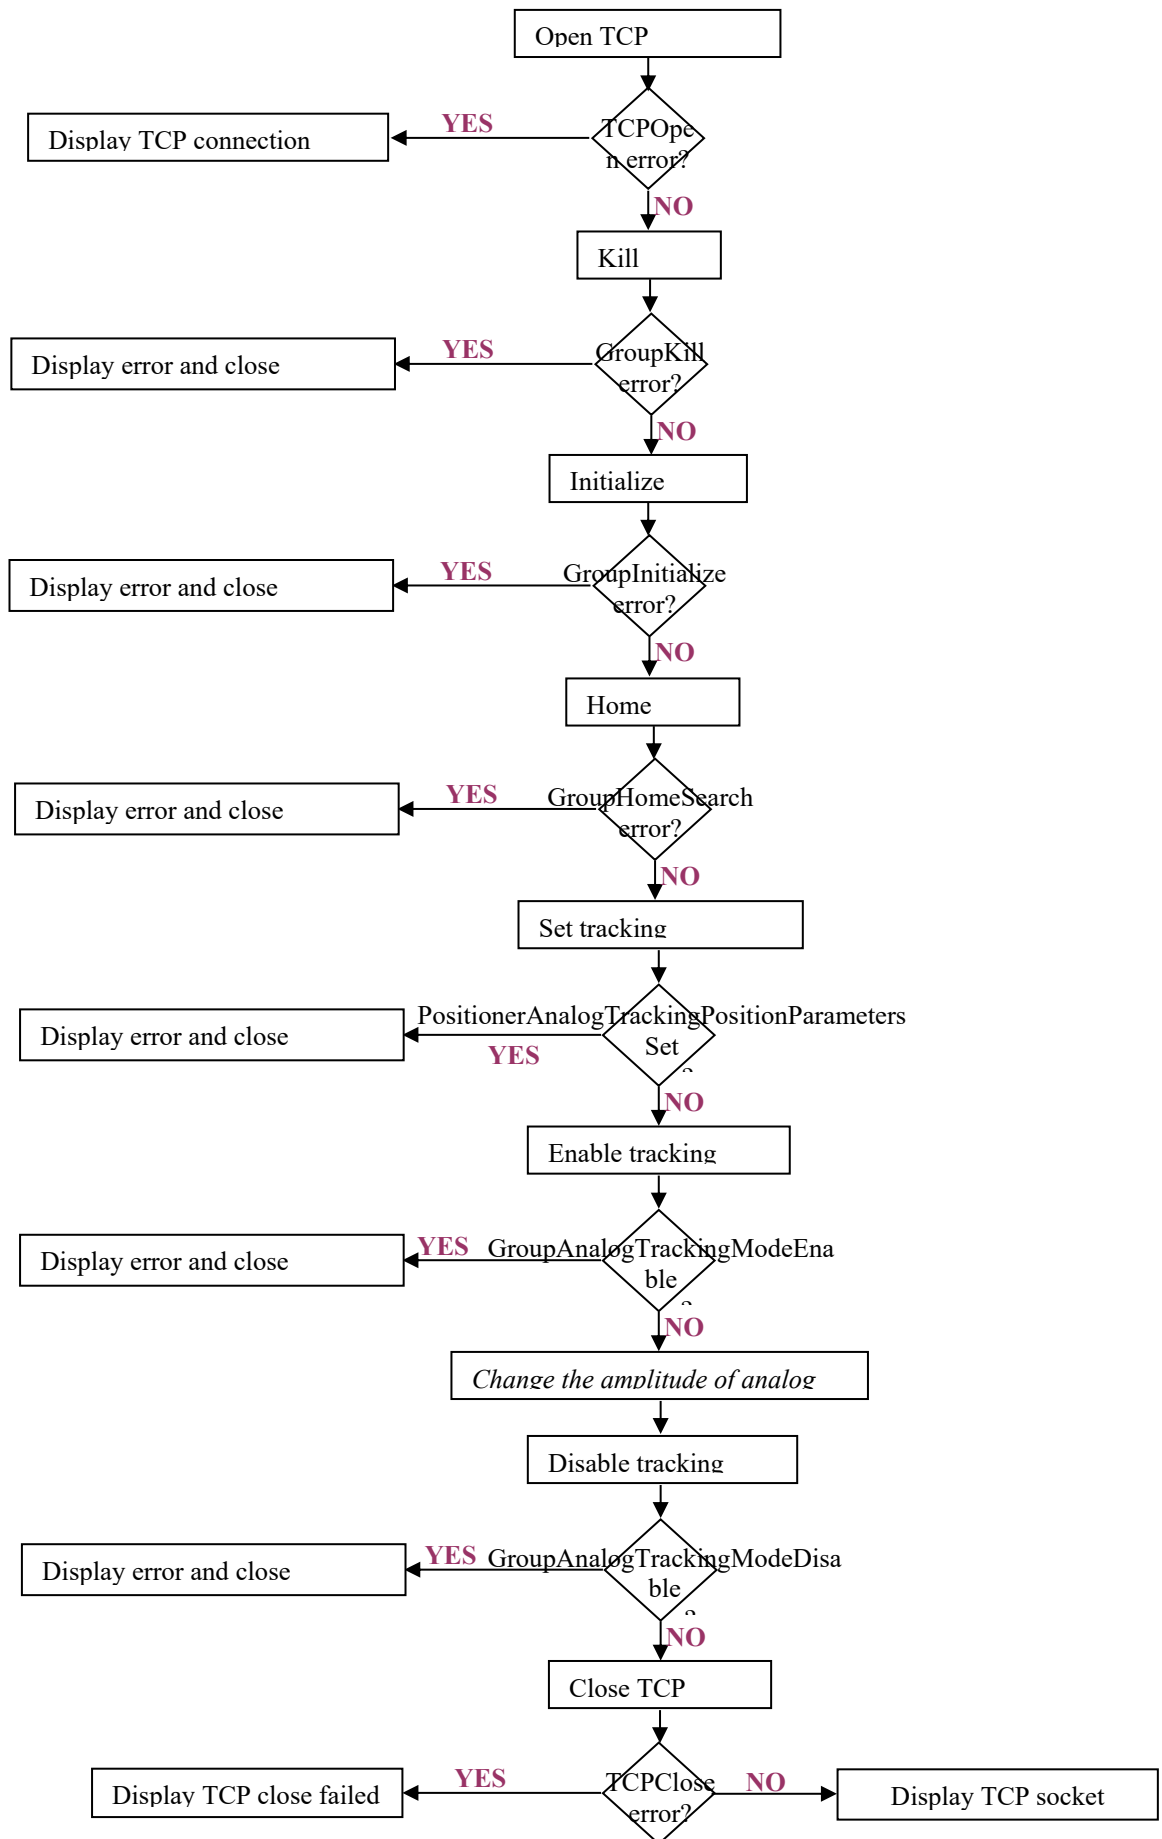 Open TCP
TCPOpe
n error?
YES
Display TCP connection
NO
Kill
GroupKill
error?
YES
Display error and close
NO
Initialize
GroupInitialize
error?
YES
Display error and close
NO
Home
GroupHomeSearch
error?
YES
Display error and close
NO
Set tracking
PositionerAnalogTrackingPositionParameters
Set
?
YES
Display error and close
NO
Enable tracking
GroupAnalogTrackingModeEna
ble
?
YES
Display error and close
NO
Change the amplitude of analog
Disable tracking
GroupAnalogTrackingModeDisa
ble
?
YES
Display error and close
NO
Close TCP
TCPClose
error?
YES
Display TCP close failed
NO
Display TCP socket